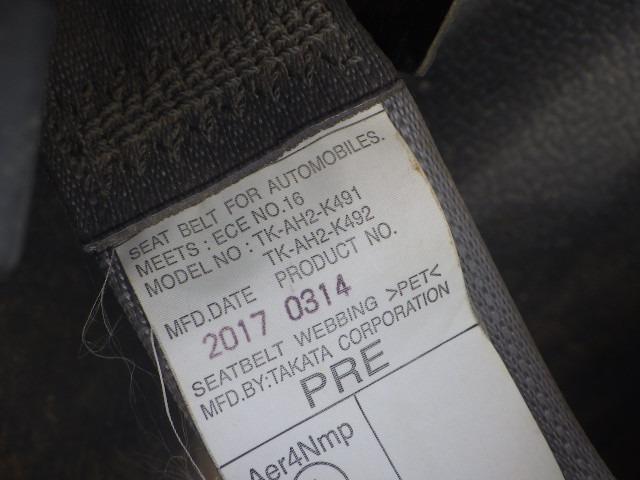 SEAT BELT FOR AUTOMOBILES.
MEETS : ECE NO.16
MODEL NO : TK-AH2-K491
TK-AH2-K492
MFD.DATE PRODUCT NO.
2017 0314
SEATBELT WEBBING >PET<
MFD.BY:TAKATA CORPORATION
PRE
Aer4Nmp